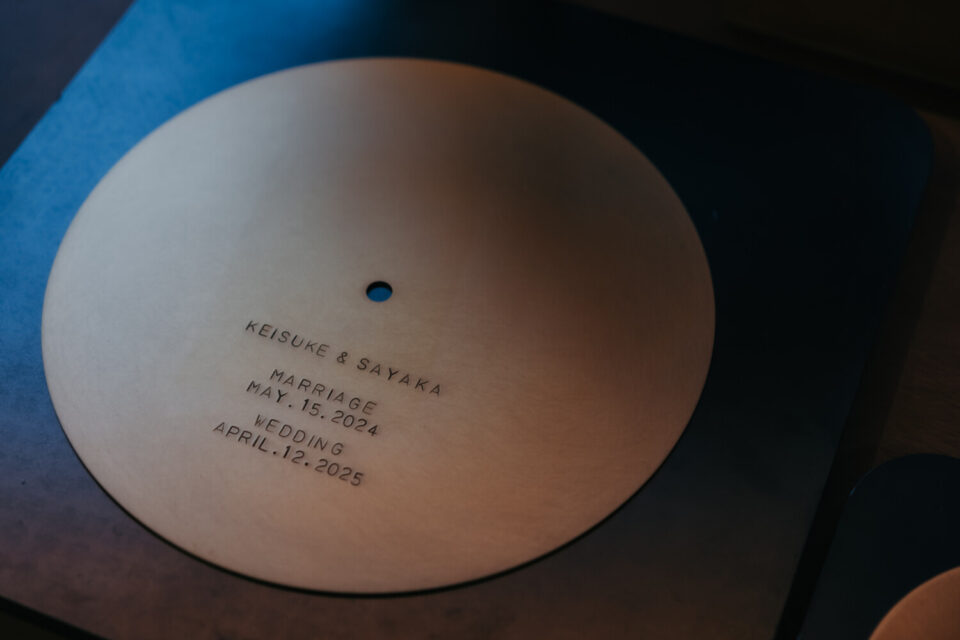 KEISUKE & SAYAKA
MARRIAGE
MAY.15.2024
WEDDING
APRIL.12.2025